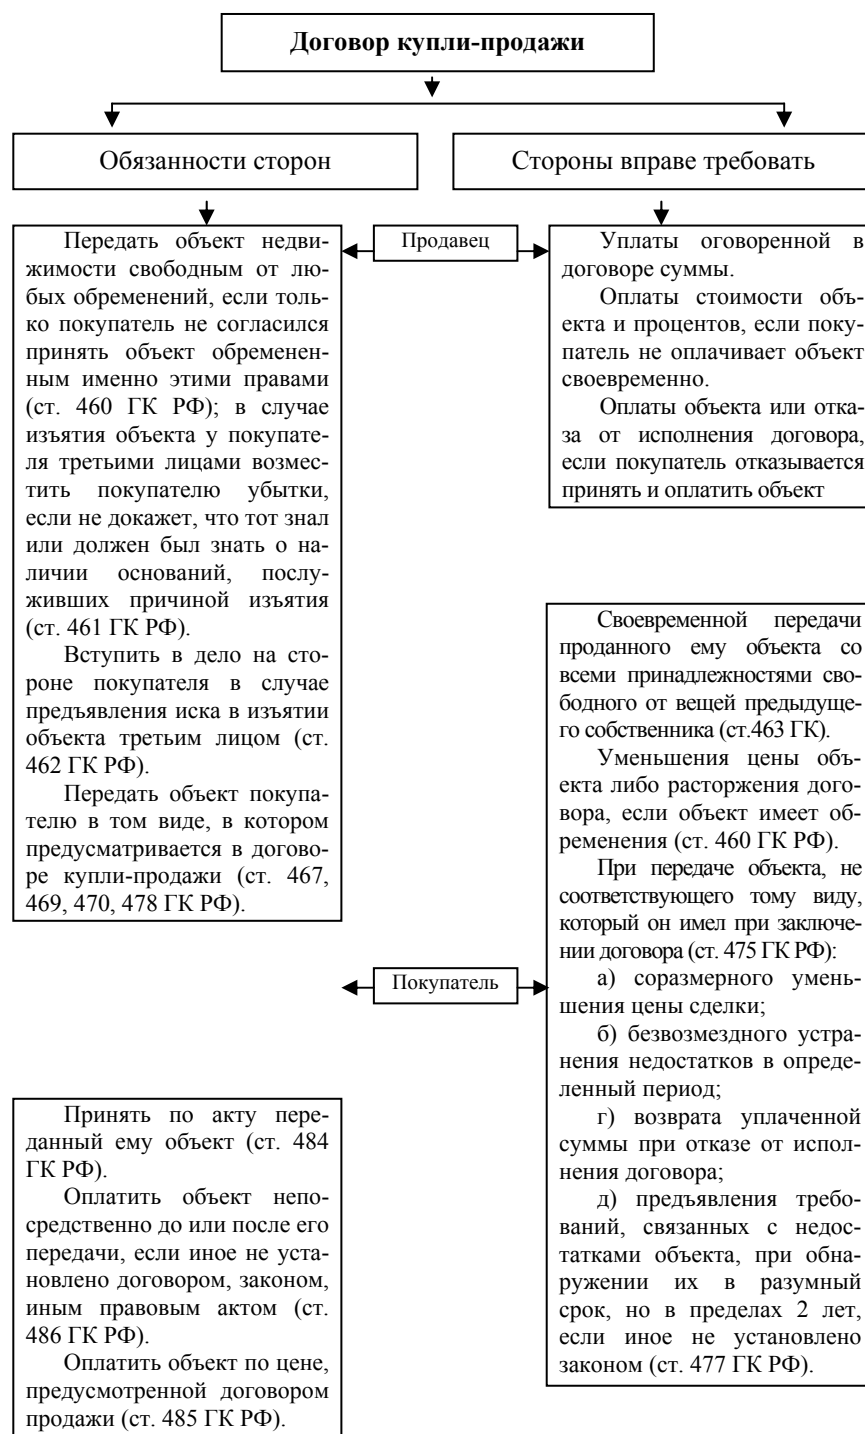 Договор купли-продажи
Обязанности сторон
Стороны вправе требовать
Продавец
Передать объект недви-
жимости свободным от лю-
бых обременений, если толь-
ко покупатель не согласился
принять объект обременен-
ным именно этими правами
(ст. 460 ГК РФ); в случае
изъятия объекта у покупате-
ля третьими лицами возмес-
тить покупателю убытки,
если не докажет, что тот знал
или должен был знать о на-
личии оснований, послу-
живших причиной изъятия
(ст. 461 ГК РФ).
Вступить в дело на сто-
роне покупателя в случае
предъявления иска в изъятии
объекта третьим лицом (ст.
462 ГК РФ).
Передать объект покупа-
телю в том виде, в котором
предусматривается в догово-
ре купли-продажи (ст. 467,
469, 470, 478 ГК РФ).
Уплаты оговоренной в
договоре суммы.
Оплаты стоимости объ-
екта и процентов, если поку-
патель не оплачивает объект
своевременно.
Оплаты объекта или отка-
за от исполнения договора,
если покупатель отказывается
принять и оплатить объект
Покупатель
Принять по акту пере-
данный ему объект (ст. 484
ГК РФ).
Оплатить объект непо-
средственно до или после его
передачи, если иное не уста-
новлено договором, законом,
иным правовым актом (ст.
486 ГК РФ).
Оплатить объект по цене,
предусмотренной договором
продажи (ст. 485 ГК РФ).
Своевременной передачи
проданного ему объекта со
всеми принадлежностями сво-
бодного от вещей предыдуще-
го собственника (ст.463 ГК).
Уменьшения цены объ-
екта либо расторжения дого-
вора, если объект имеет об-
ременения (ст. 460 ГК РФ).
При передаче объекта, не
соответствующего тому виду,
который он имел при заключе-
нии договора (ст. 475 ГК РФ):
а) соразмерного умень-
шения цены сделки;
б) безвозмездного устра-
нения недостатков в опреде-
ленный период;
г) возврата уплаченной
суммы при отказе от испол-
нения договора;
д) предъявления требо-
ваний, связанных с недос-
татками объекта, при обна-
ружении их в разумный
срок, но в пределах 2 лет,
если иное не установлено
законом (ст. 477 ГК РФ).